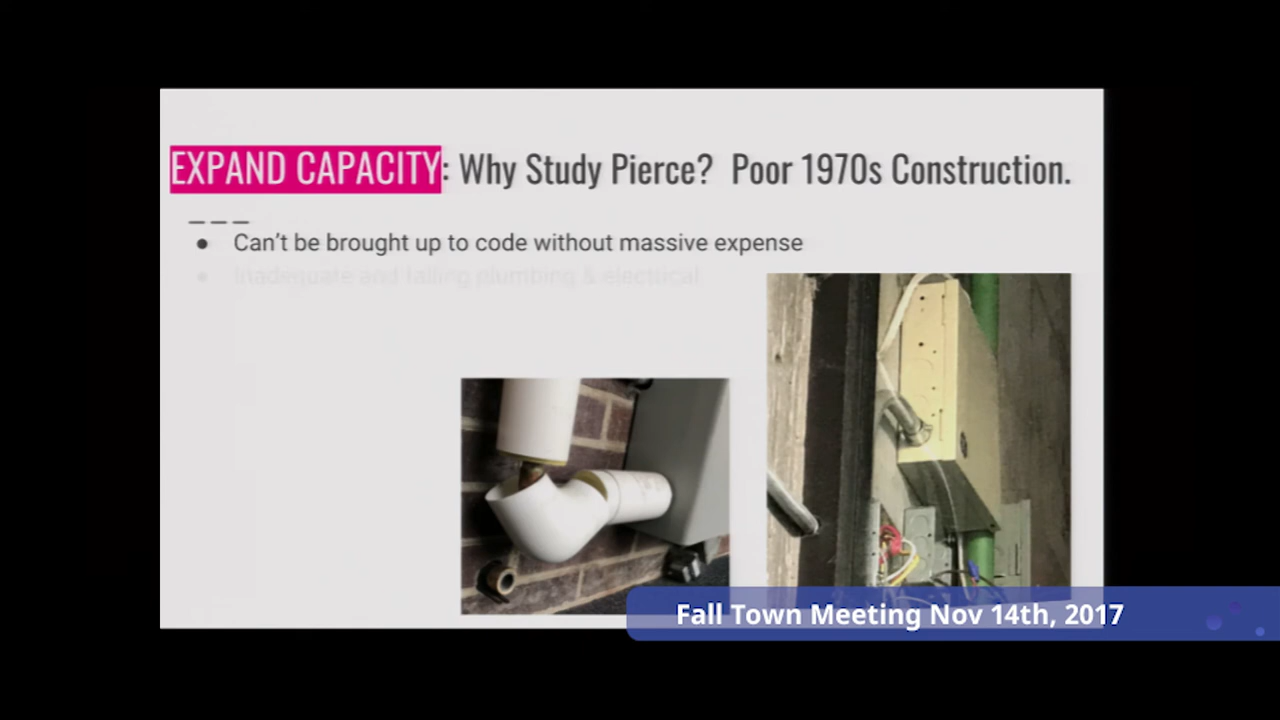 EXPAND CAPACITY: Why Study Pierce? Poor 1970s Construction.
● Can't be brought up to code without massive expense
● Inadequate and failing plumbing & electrical
Fall Town Meeting Nov 14th, 2017